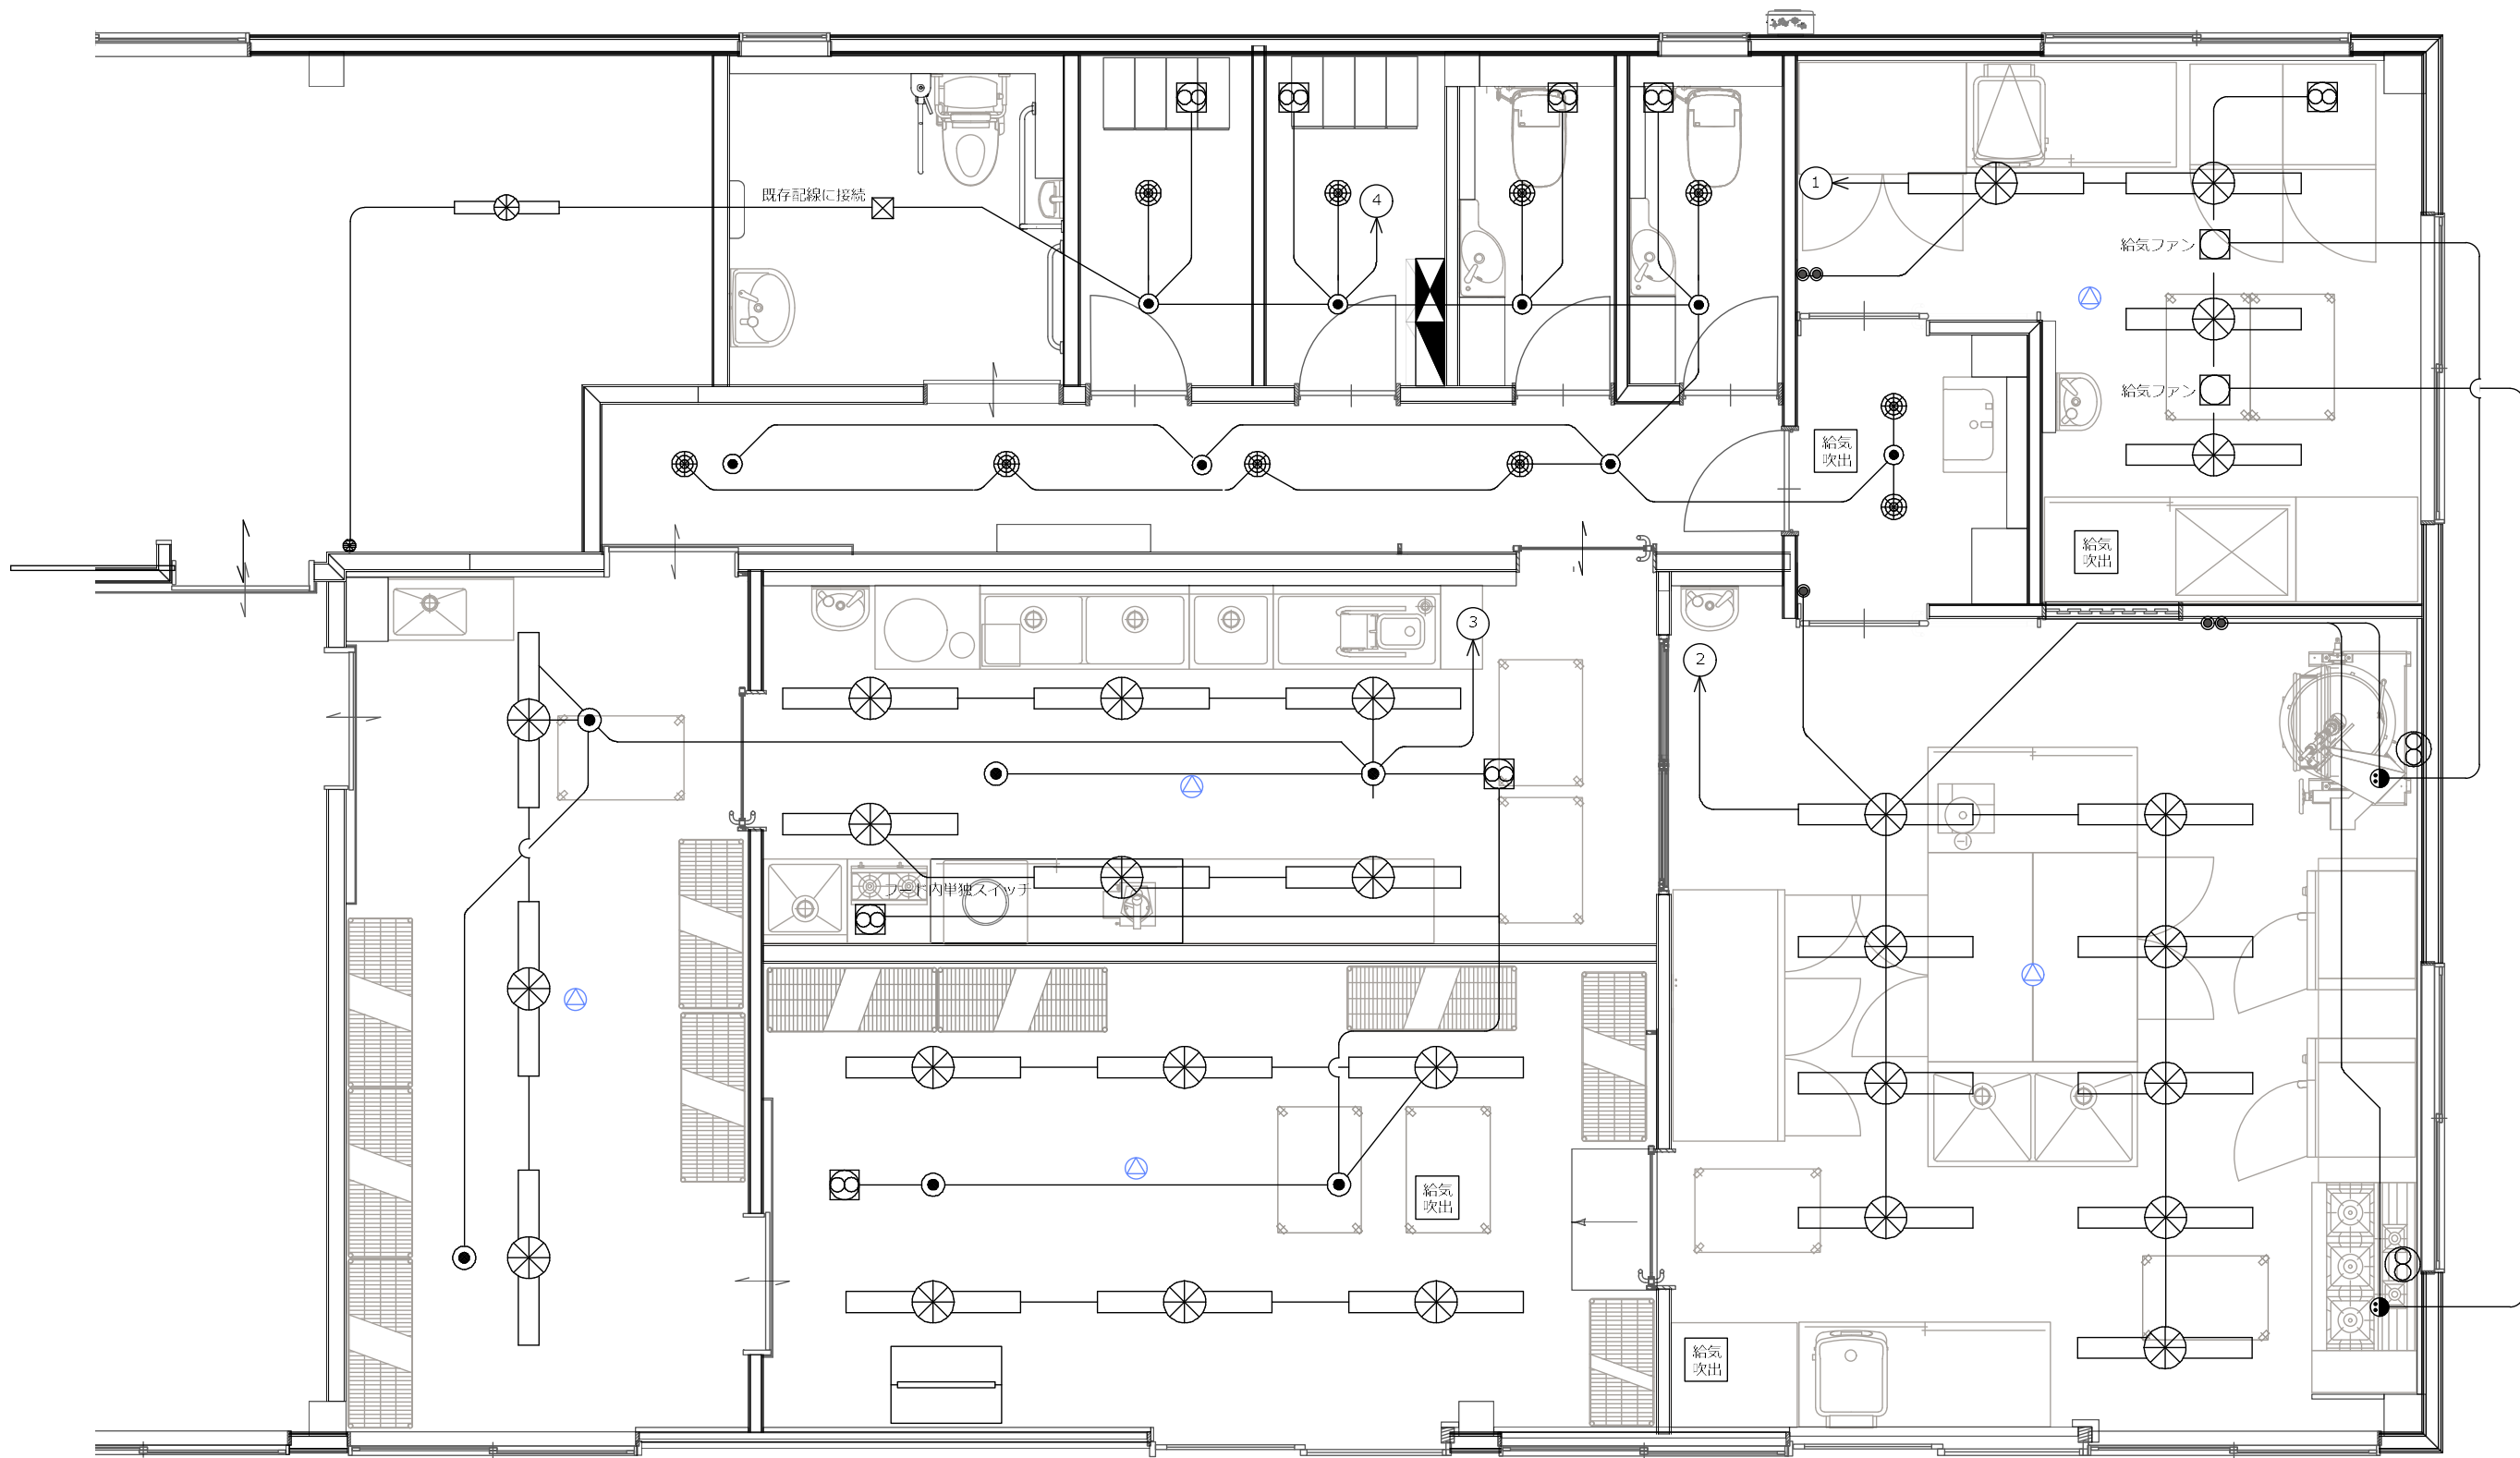 既存配線に接続
4
1
給気ファン
給気ファン
給気
吹出
給気
吹出
3
2
フード内単独スイッチ
給気
吹出
給気
吹出